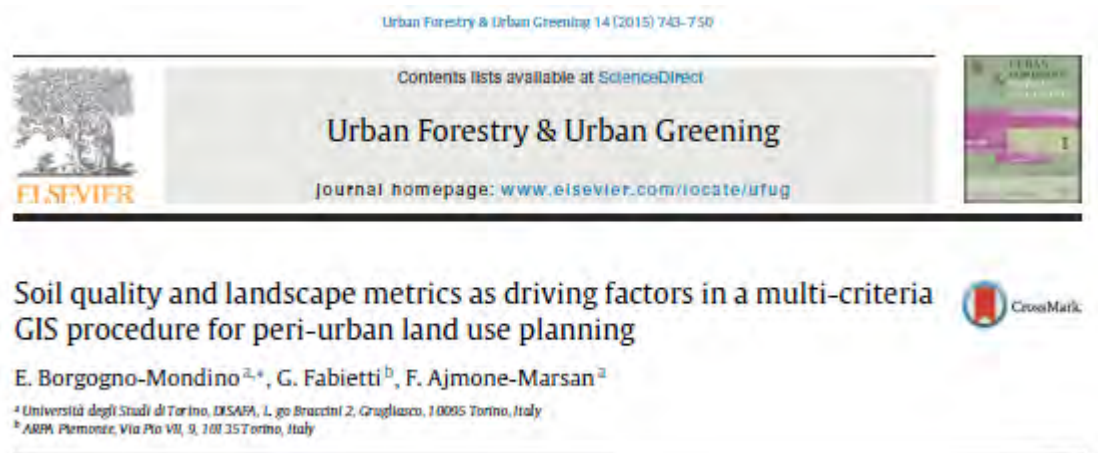 Urban Forestry & Urban Greening 14 (2015) 743–750
Contents lists available at ScienceDirect
Urban Forestry & Urban Greening
journal homepage: www.elsevier.com/locate/ufug
ELSEVIER
URBAN
FORESTRY
Soil quality and landscape metrics as driving factors in a multi-criteria
GIS procedure for peri-urban land use planning
CrossMark
E. Borgogno-Mondino a,*, G. Fabietti b, F. Ajmone-Marsan a
a Università degli Studi di Torino, DISAFA, L. go Braccini 2, Grugliasco, 10095 Torino, Italy
b ARPA Piemonte, Via Pio VII, 9, 10135 Torino, Italy